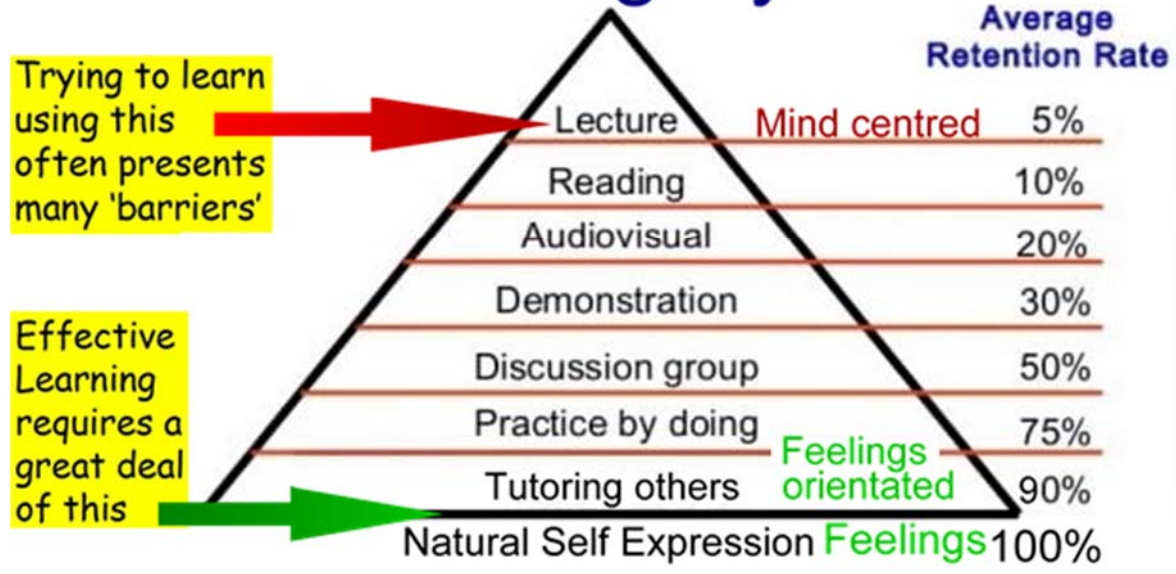 Average
Retention Rate
Trying to learn
using this
often presents
many ‘barriers’
Lecture Mind centred 5%
Reading 10%
Audiovisual 20%
Demonstration 30%
Discussion group 50%
Practice by doing 75%
Effective
Learning
requires a
great deal
of this
Tutoring others Feelings orientated 90%
Natural Self Expression Feelings 100%